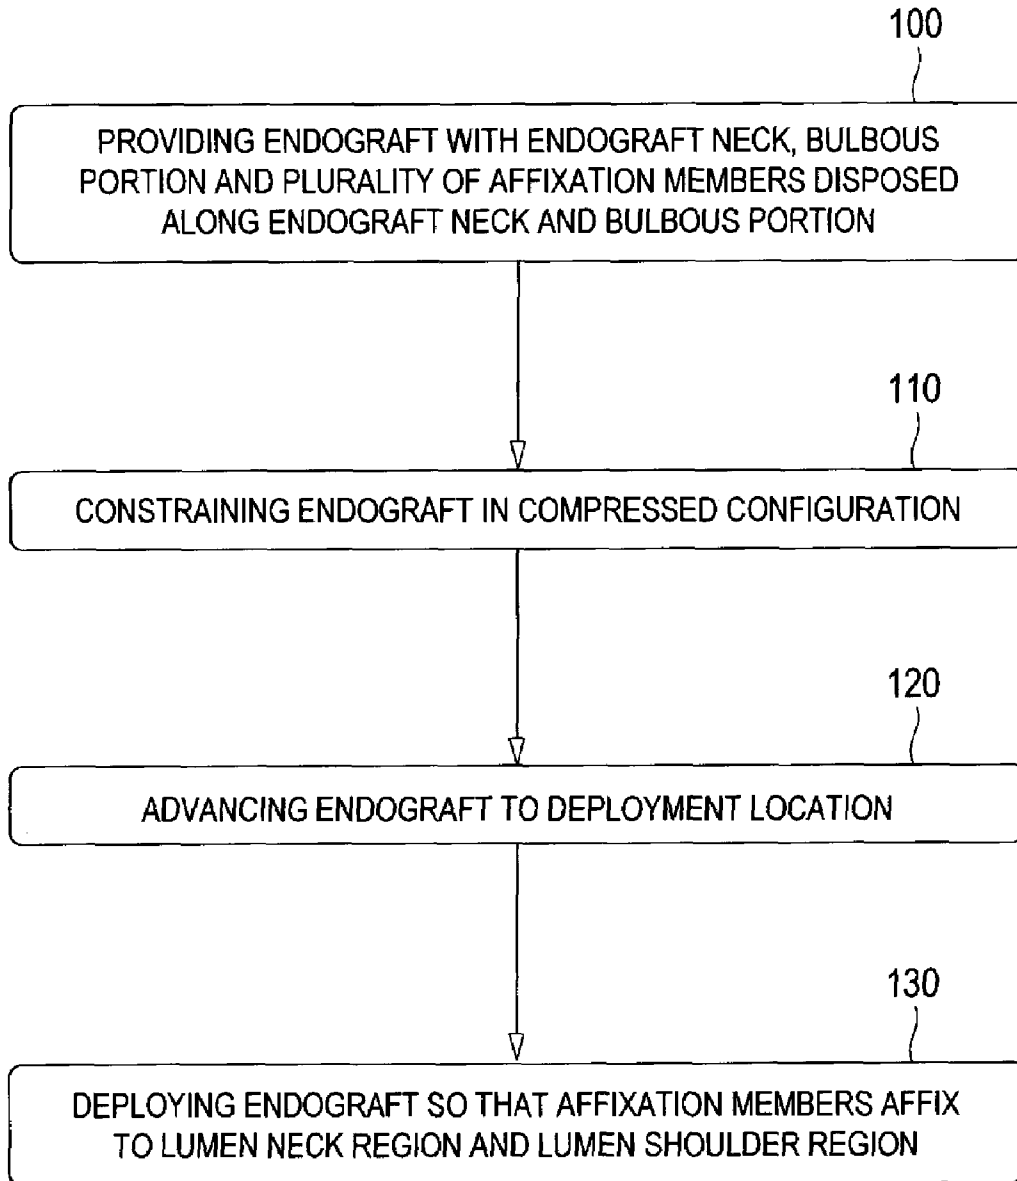 100
PROVIDING ENDOGRAFT WITH ENDOGRAFT NECK, BULBOUS
PORTION AND PLURALITY OF AFFIXATION MEMBERS DISPOSED
ALONG ENDOGRAFT NECK AND BULBOUS PORTION
110
CONSTRAINING ENDOGRAFT IN COMPRESSED CONFIGURATION
120
ADVANCING ENDOGRAFT TO DEPLOYMENT LOCATION
130
DEPLOYING ENDOGRAFT SO THAT AFFIXATION MEMBERS AFFIX
TO LUMEN NECK REGION AND LUMEN SHOULDER REGION